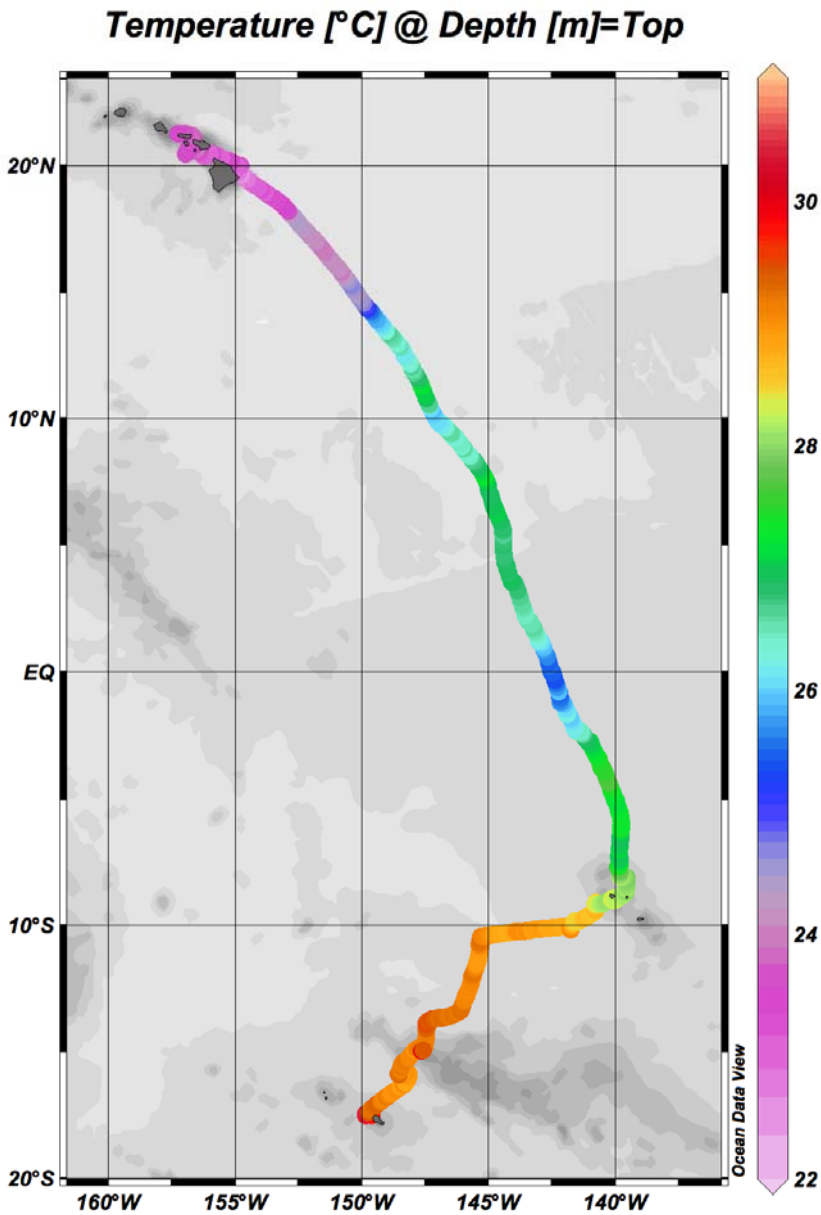 Temperature [°C] @ Depth [m]=Top
20°N
10°N
EQ
10°S
20°S
160°W
155°W
150°W
145°W
140°W
30
28
26
24
22
Ocean Data View